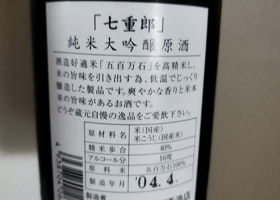 「七重郎」
純米大吟醸原酒
酒造好適米「五百万石」を高精米し、
米の旨味を引き出す為、低温でじっくり
醸造した製品です。爽やかな香りと米本
来の旨味があるお酒です。
どうぞ蔵元自慢の逸品をご愛飲下さい。
原材料名 米(国産) 米こうじ(国産米)
精米歩合 40%
アルコール分 16度
原料米 五百万石100%
製造年月 '04.4.
製造者